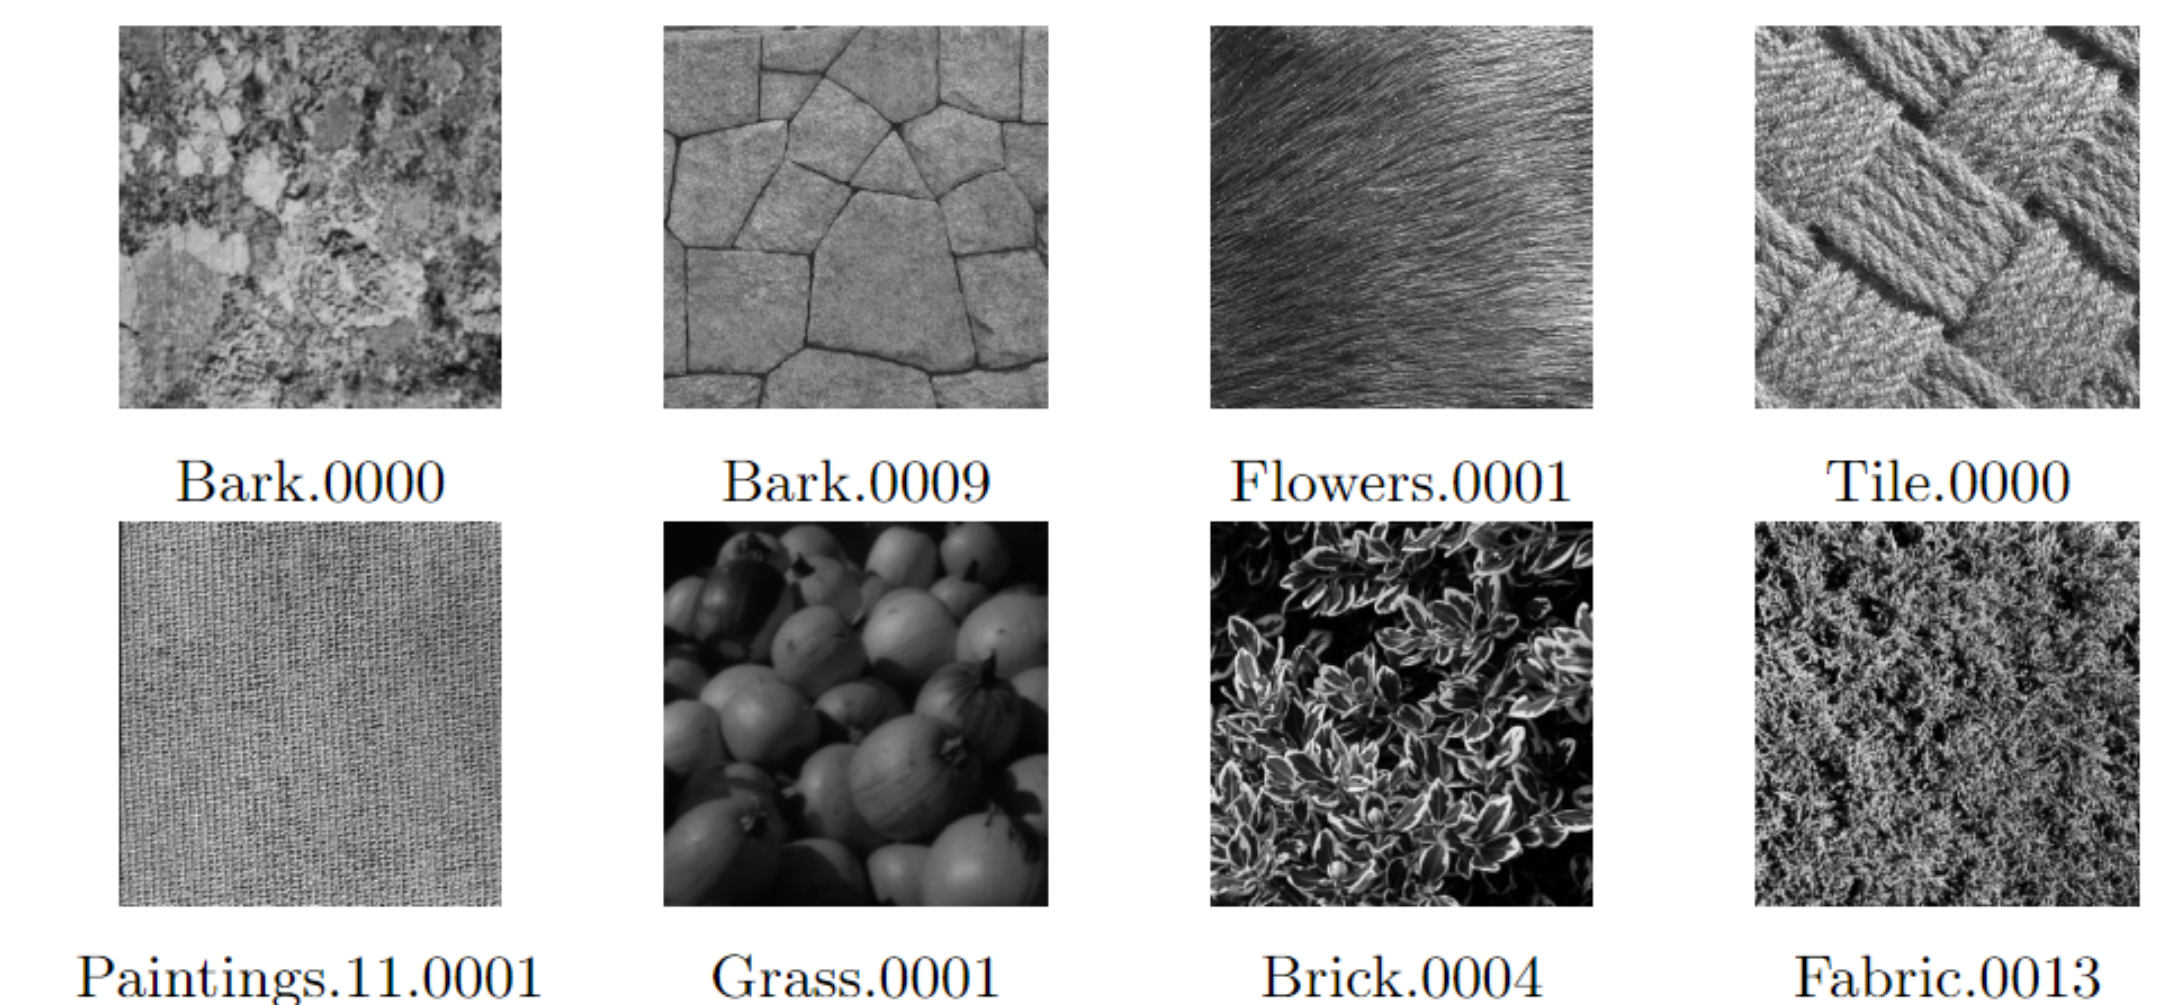 Bark.0000 Bark.0009 Flowers.0001 Tile.0000
Paintings.11.0001 Grass.0001 Brick.0004 Fabric.0013